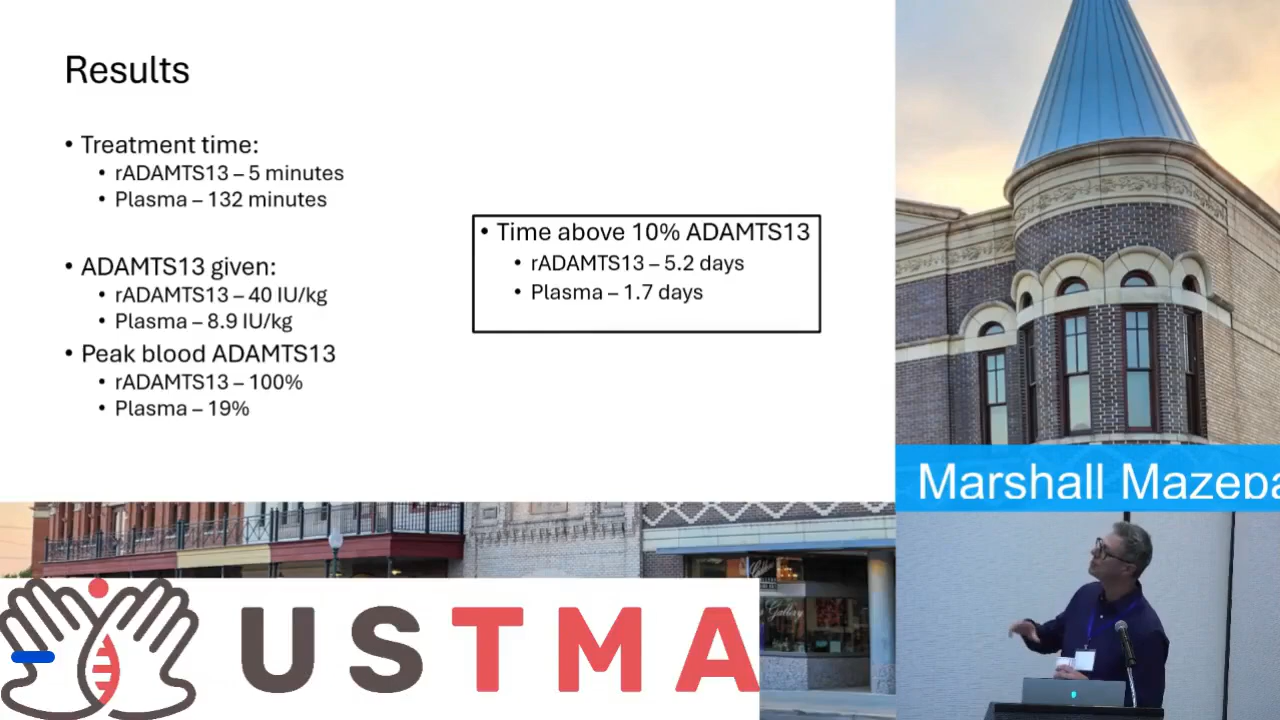 Results
• Treatment time:
• rADAMTS13 – 5 minutes
• Plasma – 132 minutes
• ADAMTS13 given:
• rADAMTS13 – 40 IU/kg
• Plasma – 8.9 IU/kg
• Peak blood ADAMTS13
• rADAMTS13 – 100%
• Plasma – 19%
• Time above 10% ADAMTS13
• rADAMTS13 – 5.2 days
• Plasma – 1.7 days
Marshall Mazepa
USTMA